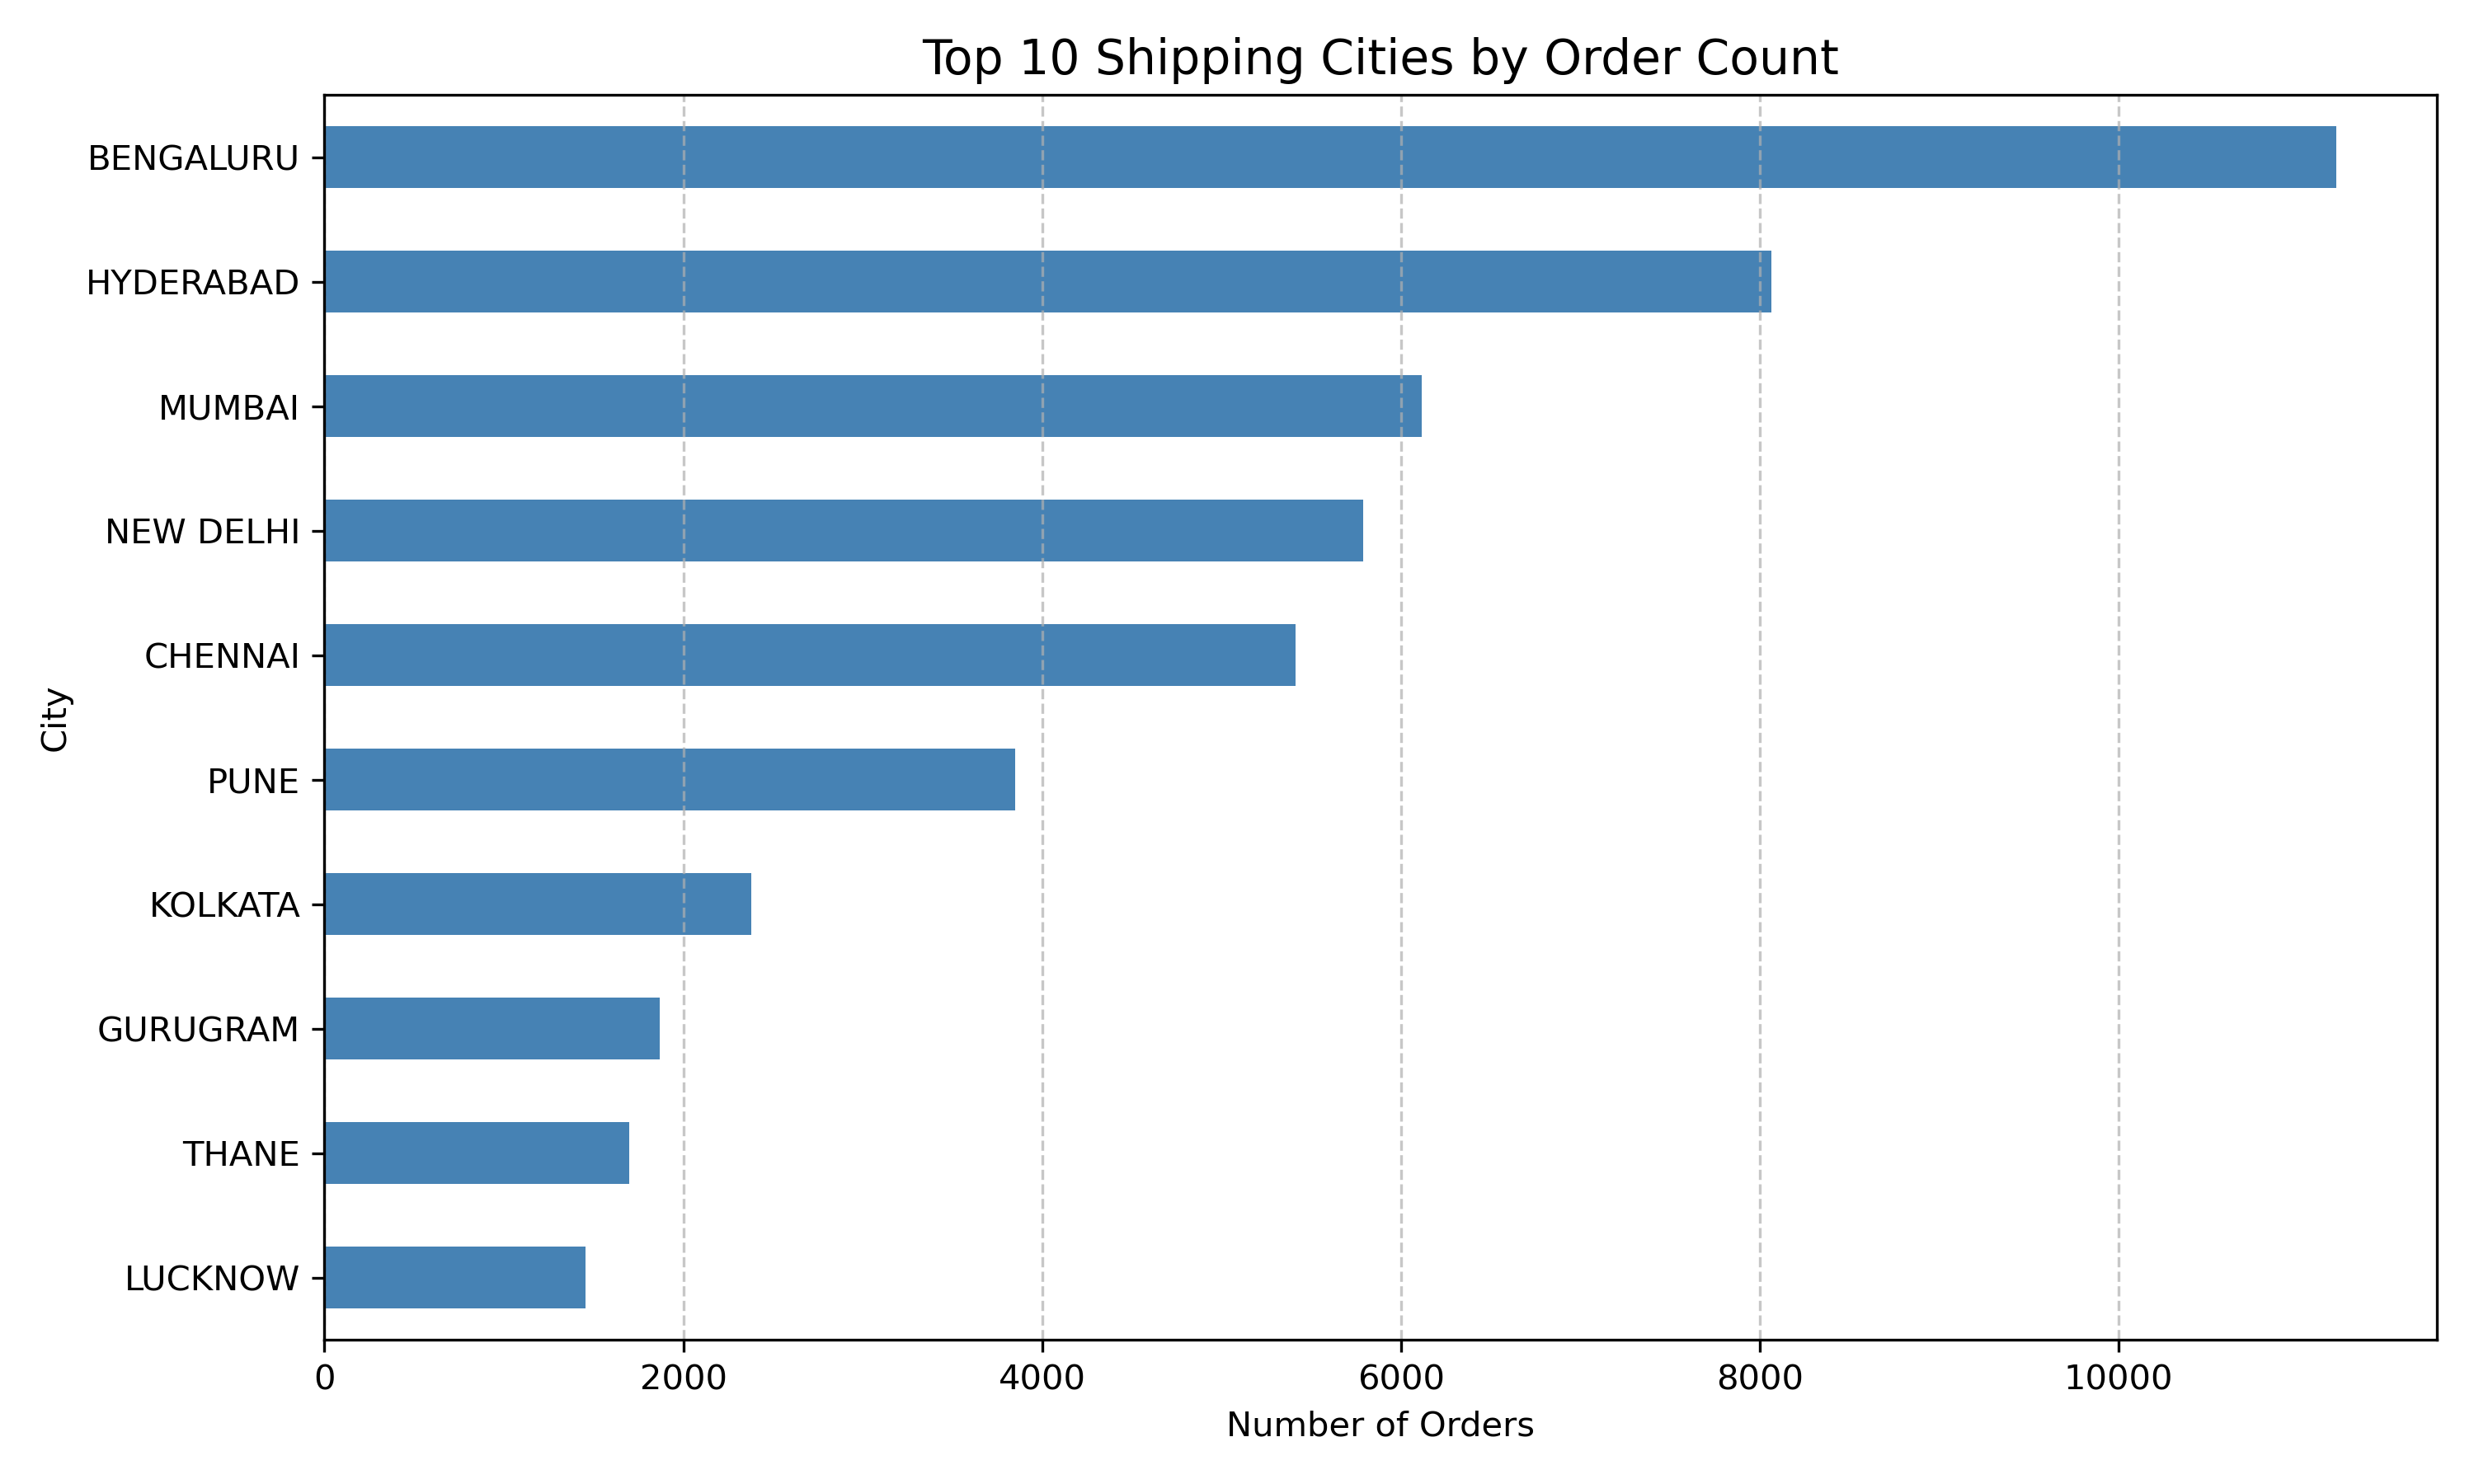 Top 10 Shipping Cities by Order Count
BENGALURU
HYDERABAD
MUMBAI
NEW DELHI
CHENNAI
City
PUNE
KOLKATA
GURUGRAM
THANE
LUCKNOW
0 2000 4000 6000 8000 10000
Number of Orders